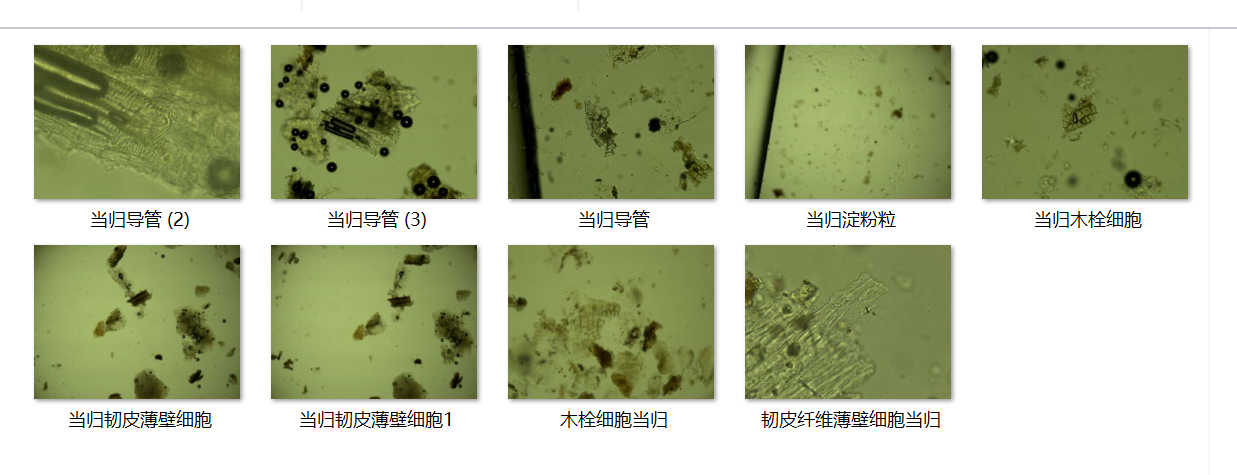 当归导管 (2)
当归导管 (3)
当归导管
当归淀粉粒
当归木栓细胞
当归韧皮薄壁细胞
当归韧皮薄壁细胞1
木栓细胞当归
韧皮纤维薄壁细胞当归